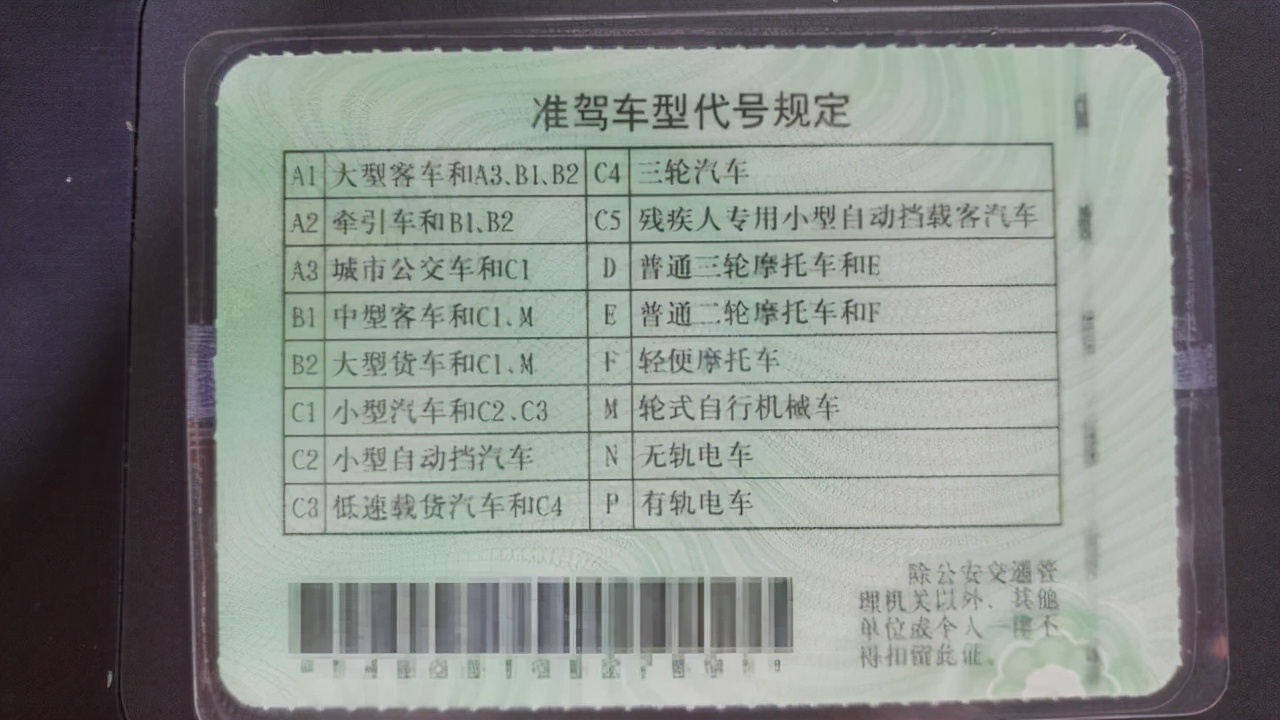 准驾车型代号规定
A1 大型客车和A3、B1、B2 C4 三轮汽车
A2 牵引车和B1、B2 C5 残疾人专用小型自动挡载客汽车
A3 城市公交车和C1 D 普通三轮摩托车和E
B1 中型客车和C1、M E 普通二轮摩托车和F
B2 大型货车和C1、M F 轻便摩托车
C1 小型汽车和C2、C3 M 轮式自行机械车
C2 小型自动挡汽车 N 无轨电车
C3 低速载货汽车和C4 P 有轨电车
除公安交通管
理机关以外、其他
单位或个人一律不
得扣留此证。